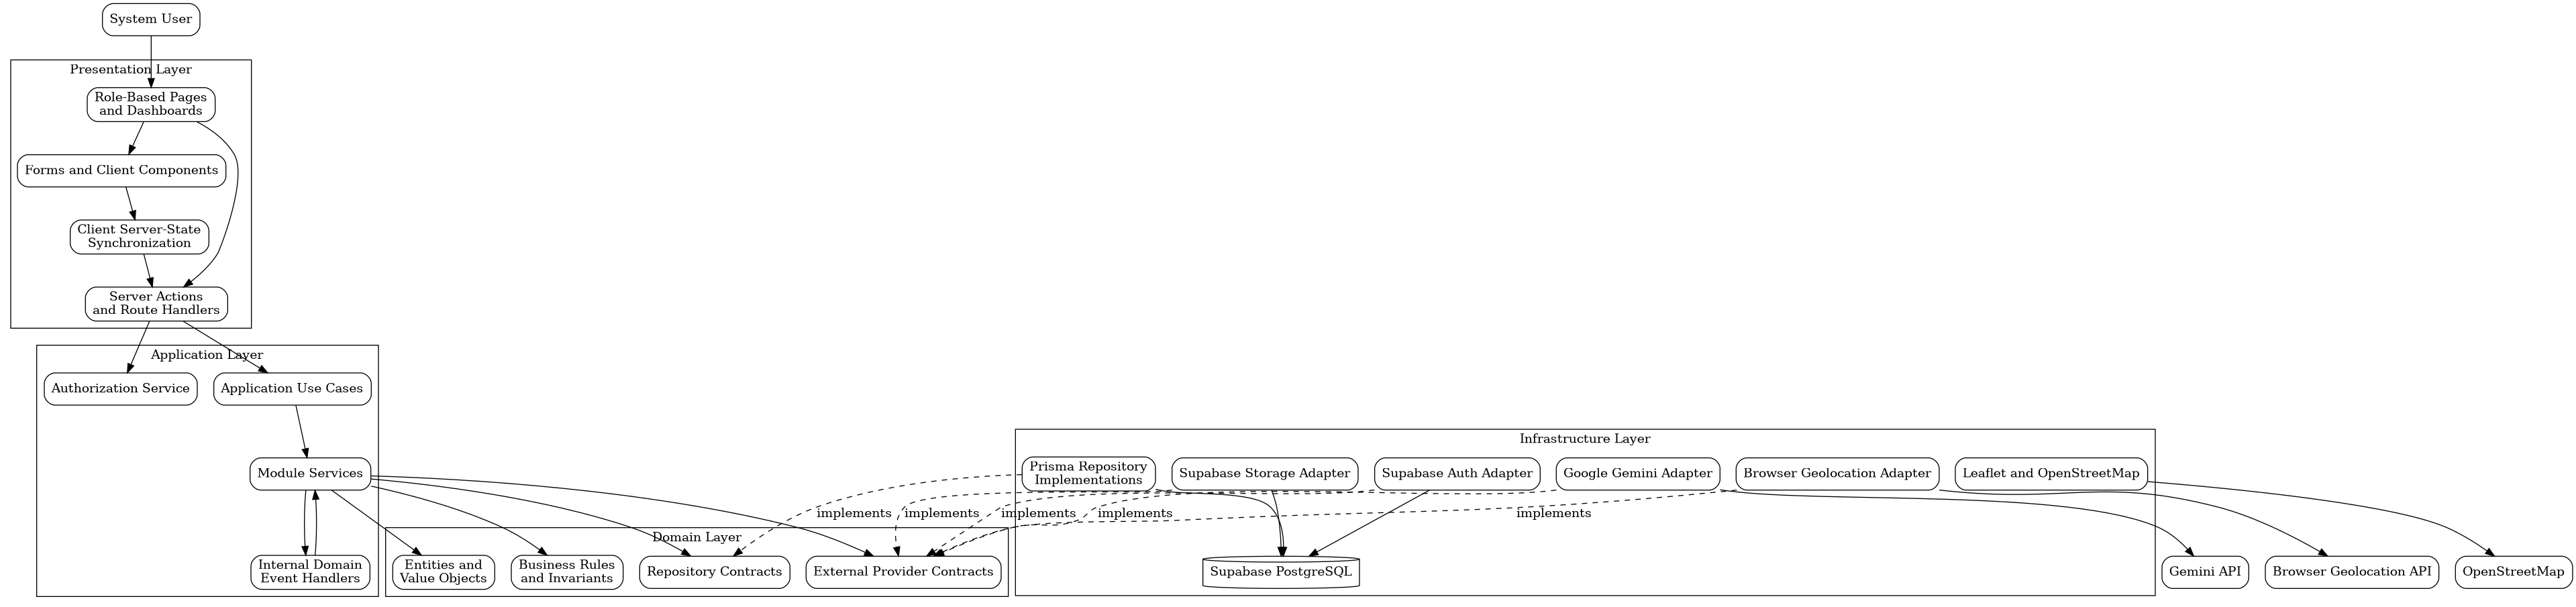 System User
Presentation Layer
Role-Based Pages
and Dashboards
Forms and Client Components
Client Server-State
Synchronization
Server Actions
and Route Handlers
Application Layer
Authorization Service
Application Use Cases
Module Services
Internal Domain
Event Handlers
Domain Layer
Entities and
Value Objects
Business Rules
and Invariants
Repository Contracts
External Provider Contracts
Infrastructure Layer
Prisma Repository
Implementations
Supabase Storage Adapter
Supabase Auth Adapter
Google Gemini Adapter
Browser Geolocation Adapter
Leaflet and OpenStreetMap
implements
implements
implements
implements
implements
Supabase PostgreSQL
Gemini API
Browser Geolocation API
OpenStreetMap